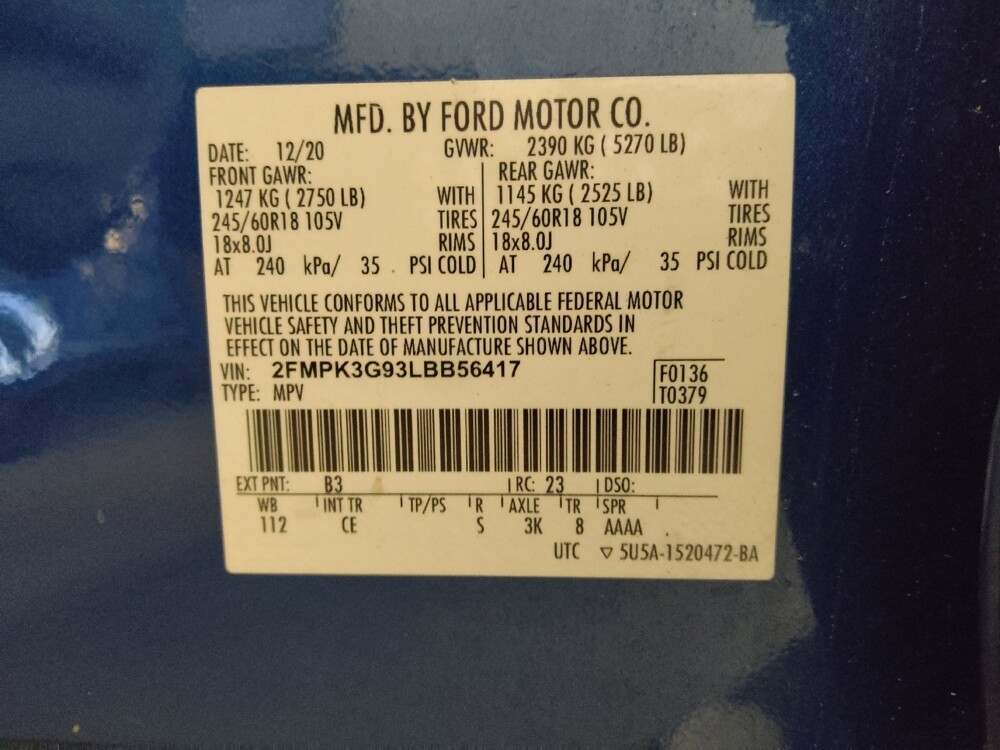 MFD. BY FORD MOTOR CO.
DATE: 12/20 GVWR: 2390 KG ( 5270 LB)
FRONT GAWR: REAR GAWR:
1247 KG ( 2750 LB) WITH 1145 KG ( 2525 LB) WITH
245/60R18 105V TIRES 245/60R18 105V TIRES
18x8.0J RIMS 18x8.0J RIMS
AT 240 kPa/ 35 PSI COLD AT 240 kPa/ 35 PSI COLD
THIS VEHICLE CONFORMS TO ALL APPLICABLE FEDERAL MOTOR
VEHICLE SAFETY AND THEFT PREVENTION STANDARDS IN
EFFECT ON THE DATE OF MANUFACTURE SHOWN ABOVE.
VIN: 2FMPK3G93LBB56417 F0136
TYPE: MPV T0379
EXT PNT: B3 RC: 23 DSO:
WB INT TR TP/PS R AXLE TR SPR
112 CE S 3K 8 AAAA
UTC ▽ 5U5A-1520472-BA